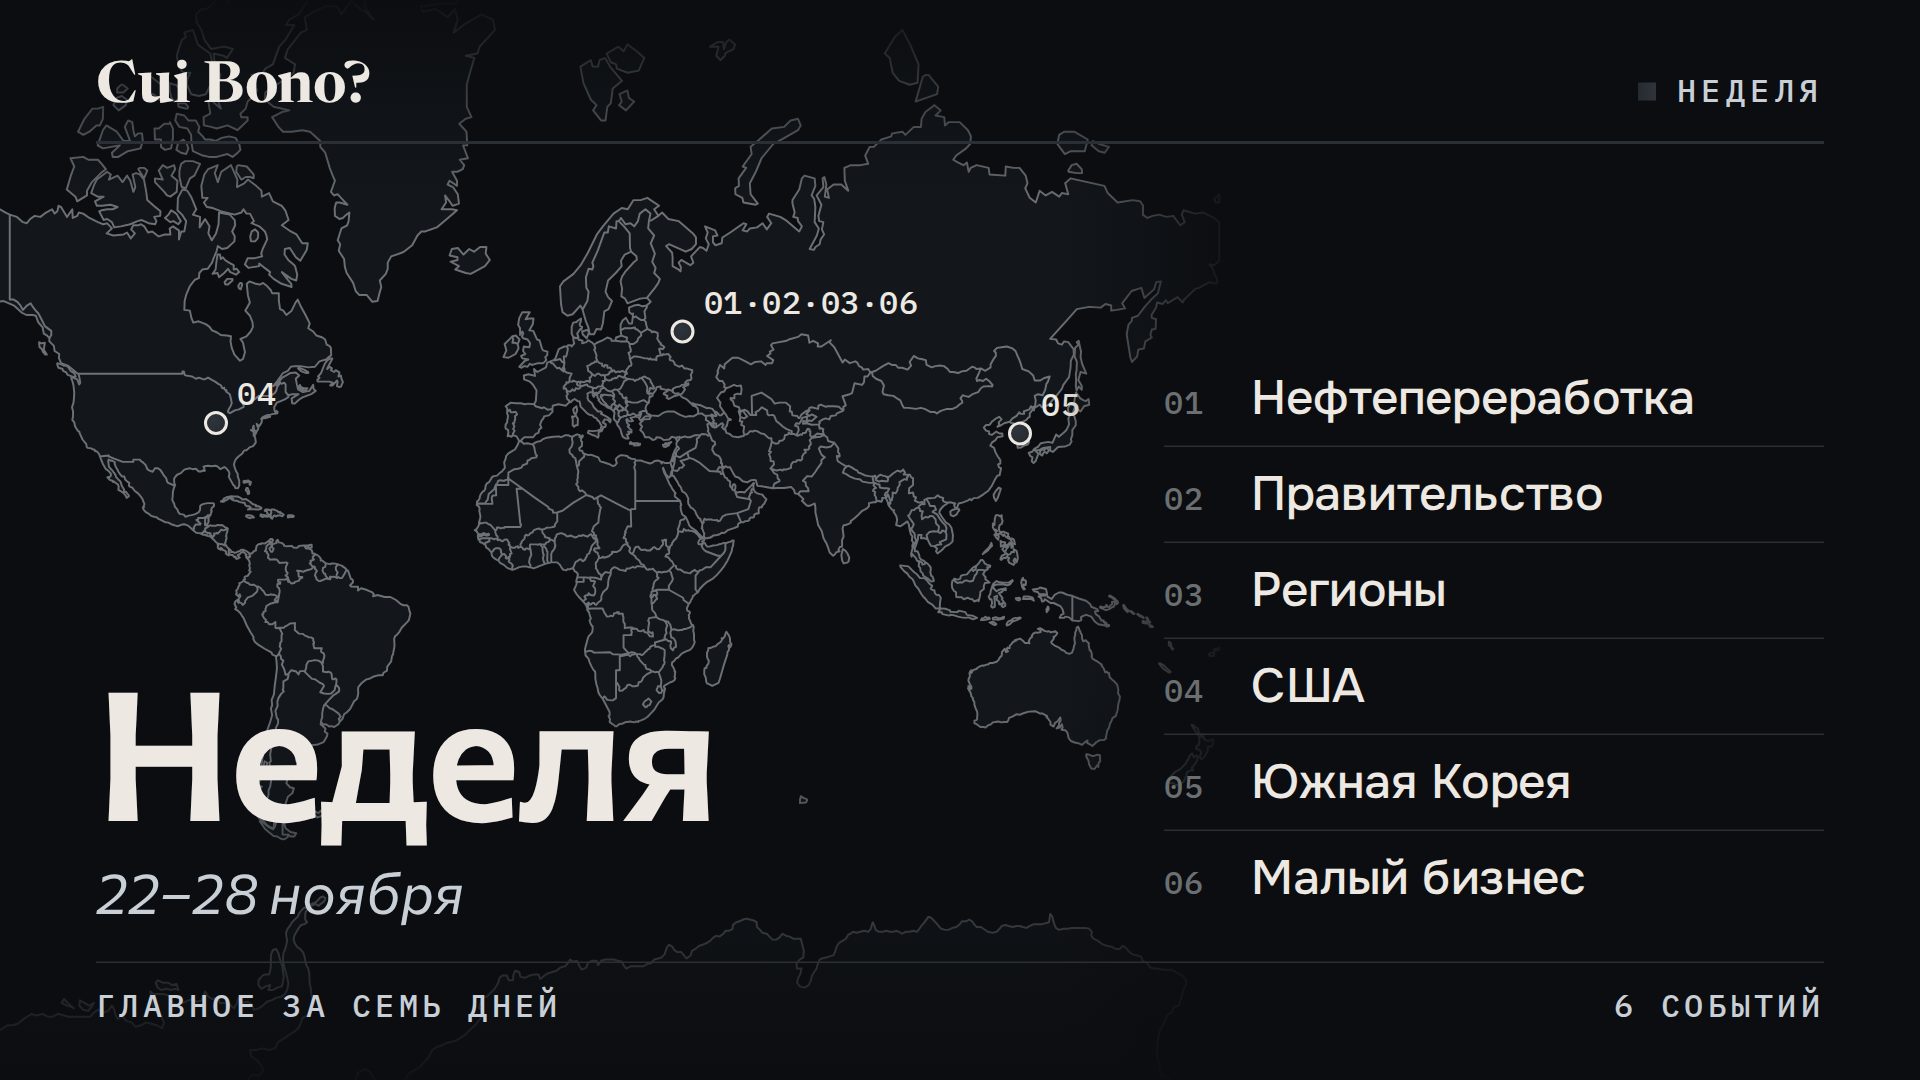 Cui Bono?
НЕДЕЛЯ
01·02·03·06
04
05
01 Нефтепереработка
02 Правительство
03 Регионы
04 США
05 Южная Корея
06 Малый бизнес
Неделя
22–28 ноября
ГЛАВНОЕ ЗА СЕМЬ ДНЕЙ
6 СОБЫТИЙ